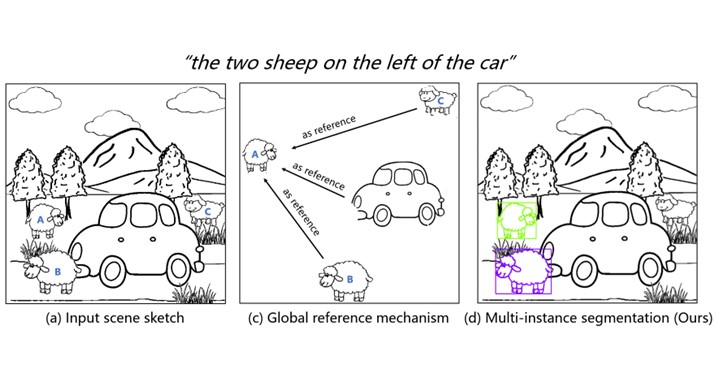 “the two sheep on the left of the car”
A
B
C
(a) Input scene sketch
C
as reference
A
as reference
as reference
B
(c) Global reference mechanism
(d) Multi-instance segmentation (Ours)